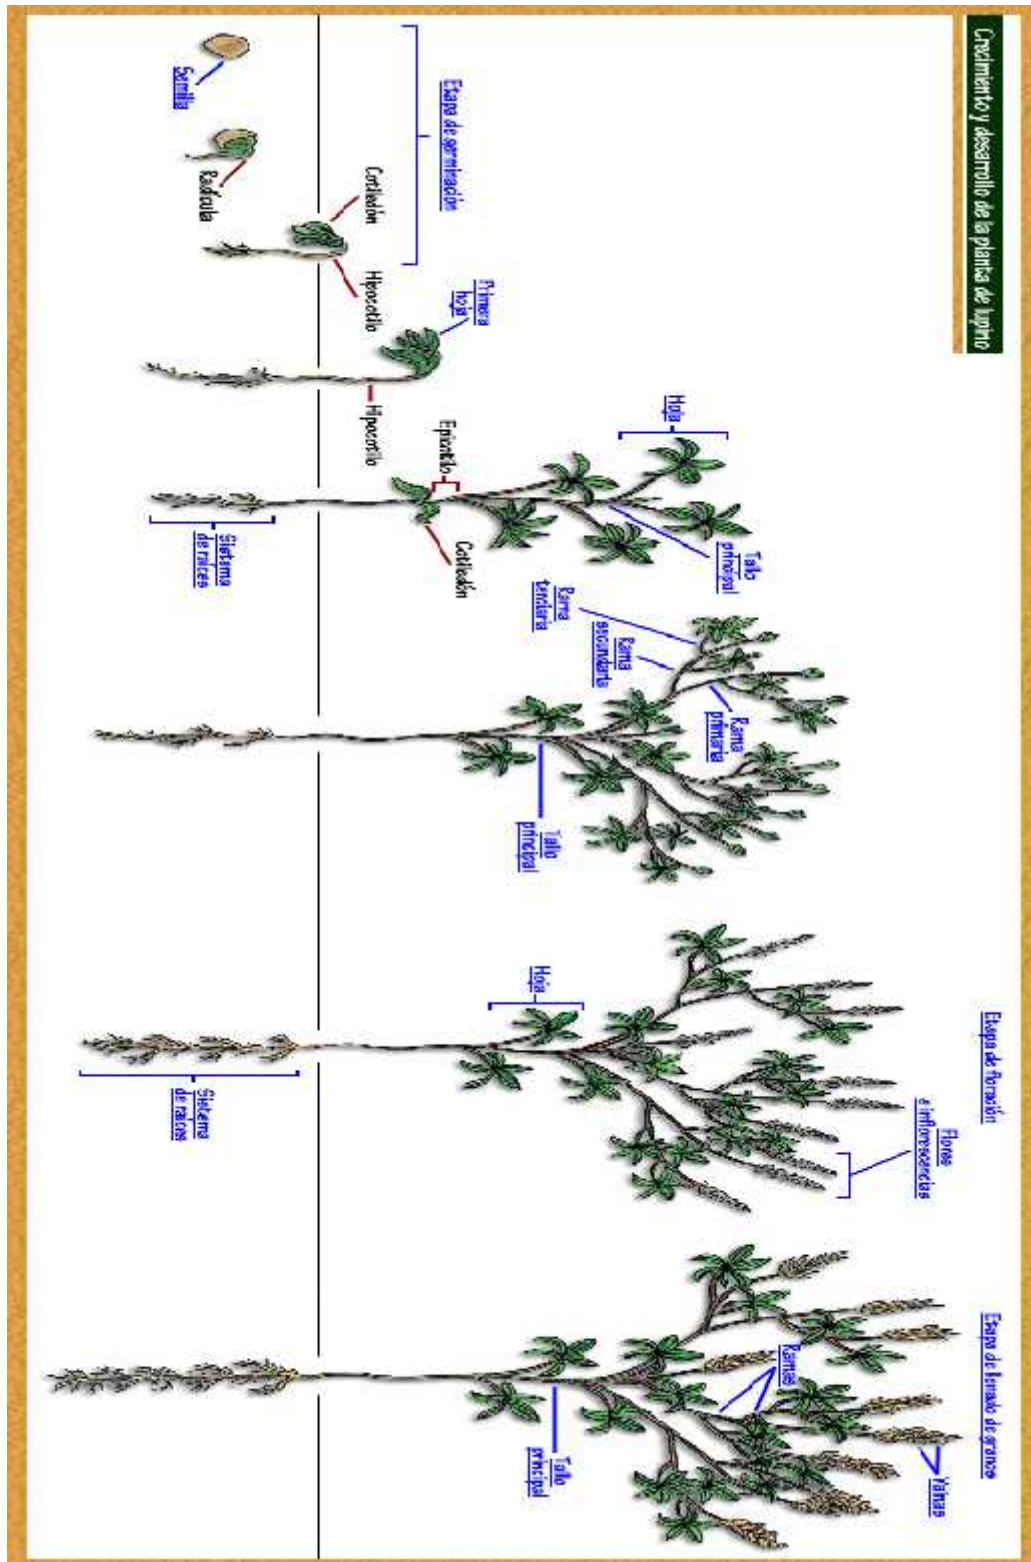 Crecimiento y desarrollo de la planta de lupino
Etapa de germinación
Semilla
Radícula
Cotiledón
Hipocotilo
Primera
hoja
Hipocotilo
Epicotilo
Cotiledón
Hoja
Tallo
principal
Sistema
de raíces
Rama
terciaria
Rama
secundaria
Rama
primaria
Tallo
principal
Etapa de floración
Flores
e inflorescencias
Hoja
Sistema
de raíces
Etapa de llenado de granos
Vainas
Ramas
Tallo
principal